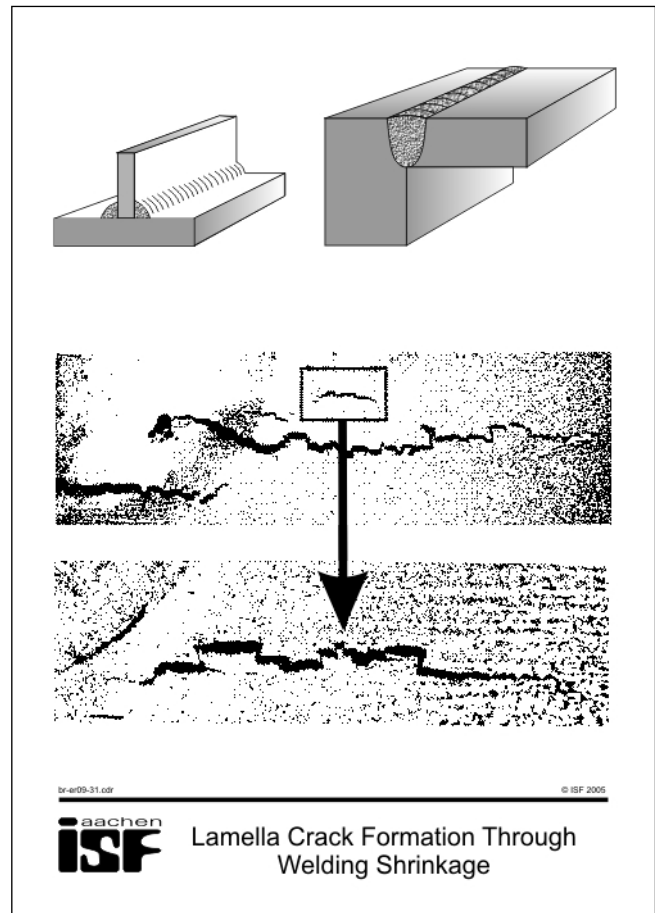 br-er09-31.cdr
© ISF 2005
aachen
ISF
Lamella Crack Formation Through
Welding Shrinkage